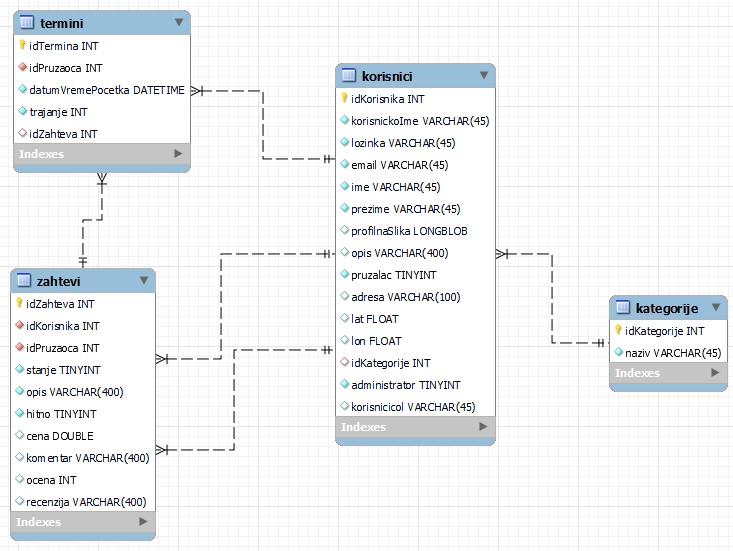 termini
idTermina INT
idPruzaoca INT
datumVremePocetka DATETIME
trajanje INT
idZahteva INT
Indexes
korisnici
idKorisnika INT
korisnickoIme VARCHAR(45)
lozinka VARCHAR(45)
email VARCHAR(45)
ime VARCHAR(45)
prezime VARCHAR(45)
profilnaSlika LONGBLOB
opis VARCHAR(400)
pruzalac TINYINT
adresa VARCHAR(100)
lat FLOAT
lon FLOAT
idKategorije INT
administrator TINYINT
korisnicicol VARCHAR(45)
Indexes
zahtevi
idZahteva INT
idKorisnika INT
idPruzaoca INT
stanje TINYINT
opis VARCHAR(400)
hitno TINYINT
cena DOUBLE
komentar VARCHAR(400)
ocena INT
recenzija VARCHAR(400)
Indexes
kategorije
idKategorije INT
naziv VARCHAR(45)
Indexes